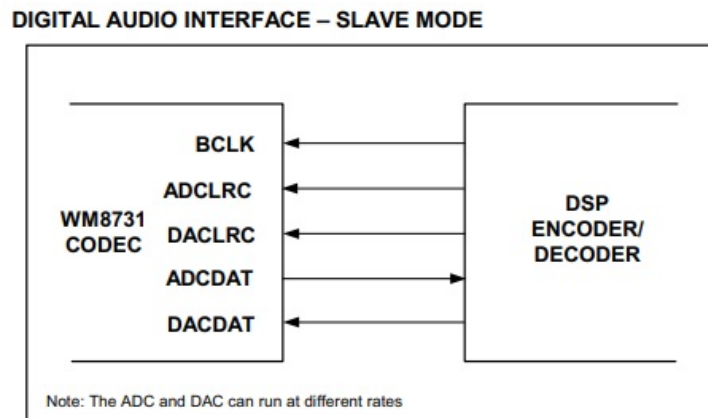 DIGITAL AUDIO INTERFACE – SLAVE MODE
BCLK
ADCLRC
WM8731
CODEC
DACLRC
ADCDAT
DACDAT
DSP
ENCODER/
DECODER
Note: The ADC and DAC can run at different rates